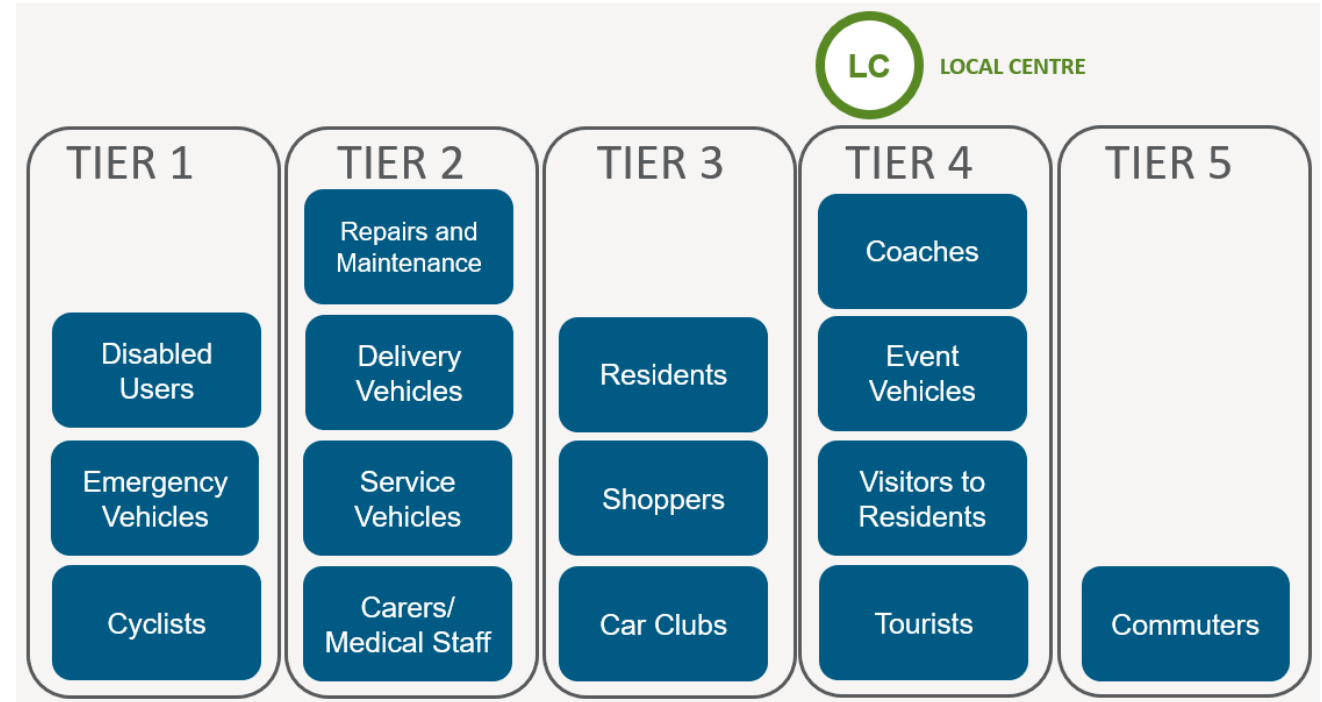 LC
LOCAL CENTRE
TIER 1
Disabled
Users
Emergency
Vehicles
Cyclists
TIER 2
Repairs and
Maintenance
Delivery
Vehicles
Service
Vehicles
Carers/
Medical Staff
TIER 3
Residents
Shoppers
Car Clubs
TIER 4
Coaches
Event
Vehicles
Visitors to
Residents
Tourists
TIER 5
Commuters